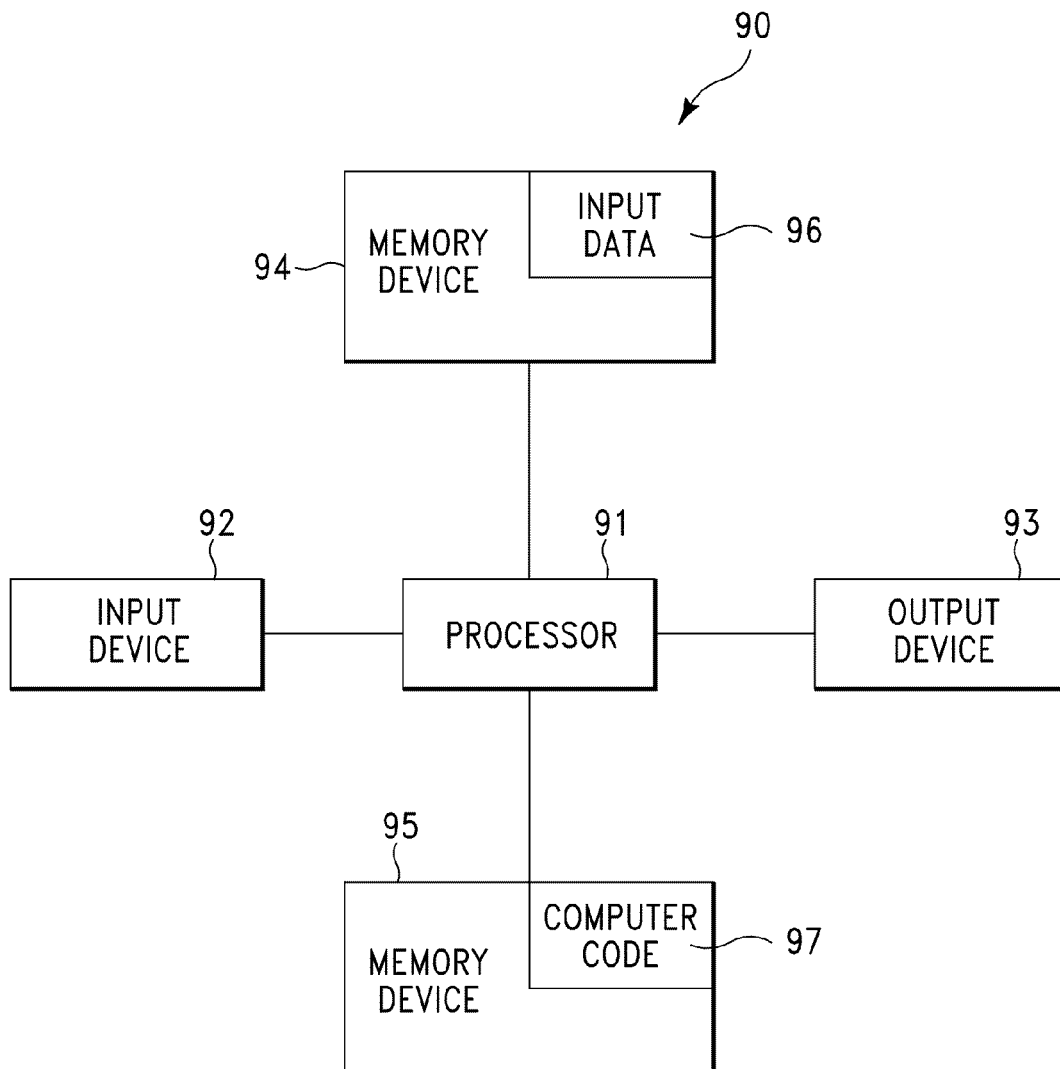 90
INPUT
DATA
96
MEMORY
DEVICE
94
92
91
93
INPUT
DEVICE
PROCESSOR
OUTPUT
DEVICE
95
COMPUTER
CODE
97
MEMORY
DEVICE